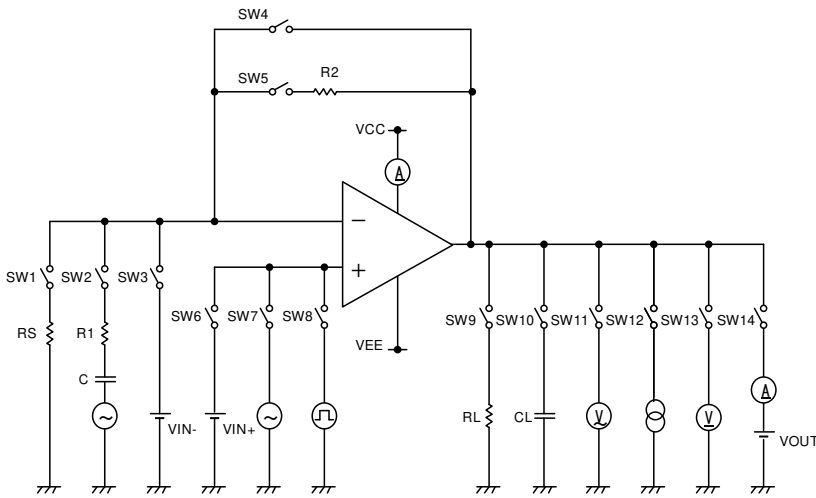 SW4
SW5
R2
VCC
A
−
+
SW1
SW2
SW3
SW6
SW7
SW8
VEE
SW9
SW10
SW11
SW12
SW13
SW14
RS
R1
C
VIN-
VIN+
RL
CL
V
V
A
VOUT